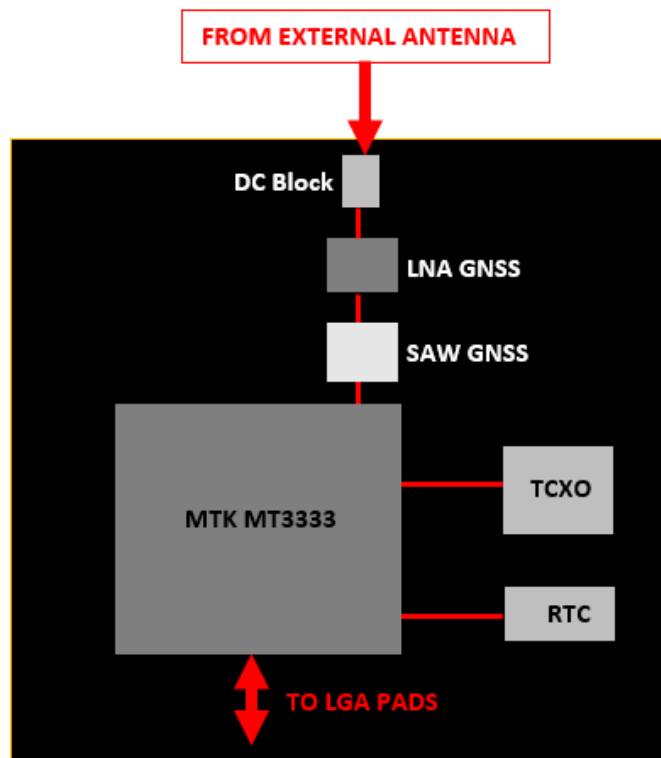 FROM EXTERNAL ANTENNA
DC Block
LNA GNSS
SAW GNSS
MTK MT3333
TCXO
RTC
TO LGA PADS